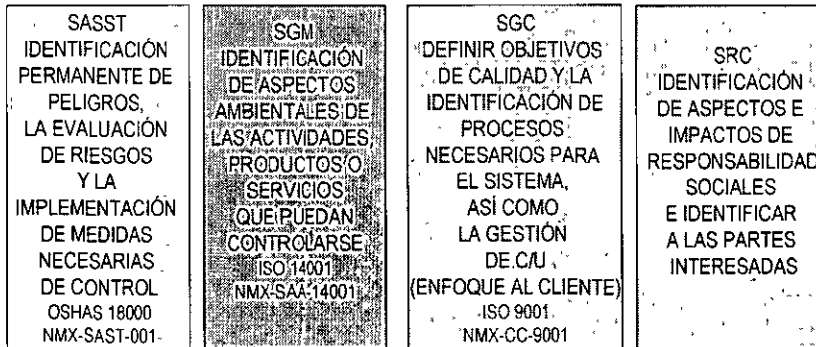 SASST
IDENTIFICACIÓN
PERMANENTE DE
PELIGROS,
LA EVALUACIÓN
DE RIESGOS
Y LA
IMPLEMENTACIÓN
DE MEDIDAS
NECESARIAS
DE CONTROL
OSHAS 18000
NMX-SAST-001
SGM
IDENTIFICACIÓN
DE ASPECTOS
AMBIENTALES DE
LAS ACTIVIDADES,
PRODUCTOS O
SERVICIOS
QUE PUEDAN
CONTROLARSE
ISO 14001
NMX-SAA-14001
SGC
DEFINIR OBJETIVOS
DE CALIDAD Y LA
IDENTIFICACIÓN DE
PROCESOS
NECESARIOS PARA
EL SISTEMA,
ASÍ COMO
LA GESTIÓN
DE C/U
(ENFOQUE AL CLIENTE)
ISO 9001
NMX-CC-9001
SRC
IDENTIFICACIÓN
DE ASPECTOS E
IMPACTOS DE
RESPONSABILIDAD
SOCIALES
E IDENTIFICAR
A LAS PARTES
INTERESADAS